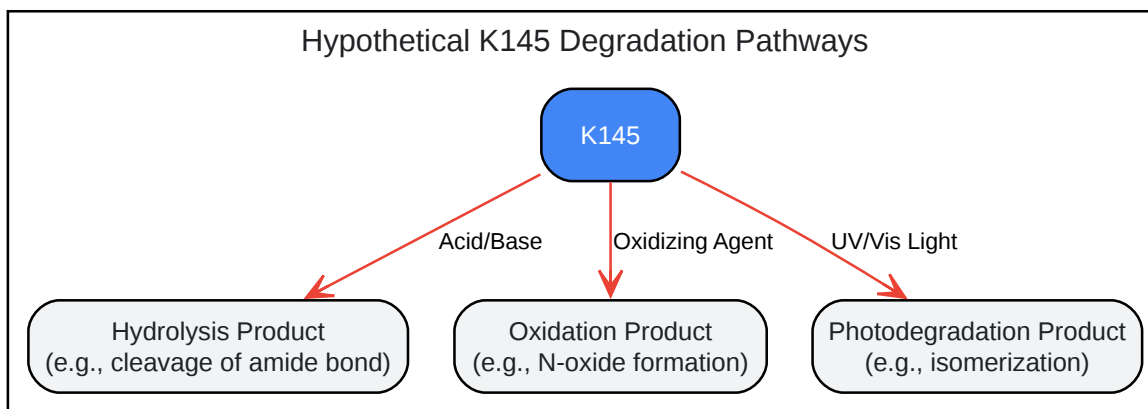 Hypothetical K145 Degradation Pathways
K145
Acid/Base
Oxidizing Agent
UV/Vis Light
Hydrolysis Product
(e.g., cleavage of amide bond)
Oxidation Product
(e.g., N-oxide formation)
Photodegradation Product
(e.g., isomerization)